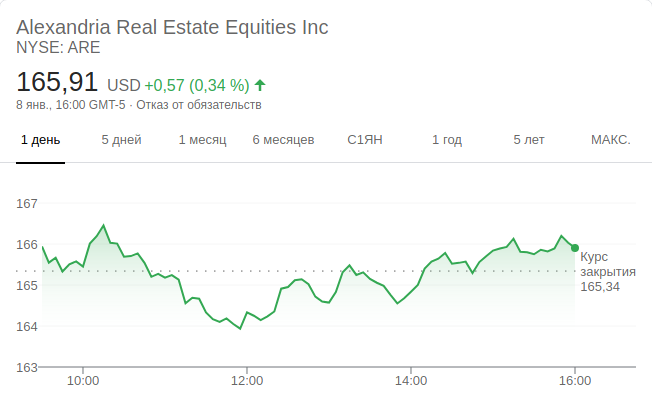 Alexandria Real Estate Equities Inc
NYSE: ARE
165,91 USD +0,57 (0,34 %)
8 янв., 16:00 GMT-5 · Отказ от обязательств
1 день 5 дней 1 месяц 6 месяцев С1ЯН 1 год 5 лет МАКС.
167
166
Курс
закрытия
165,34
165
164
163
10:00 12:00 14:00 16:00